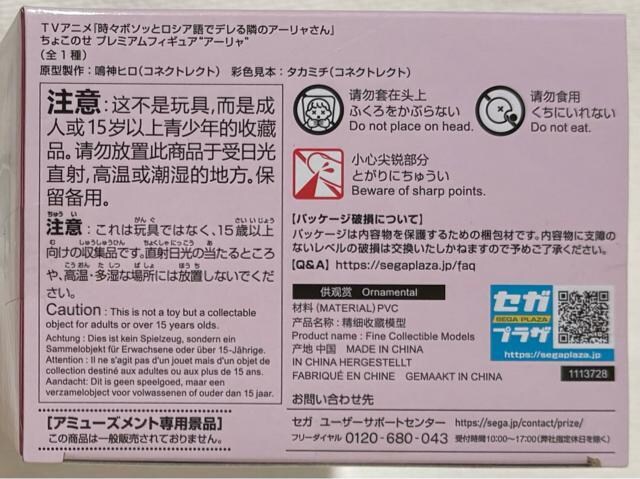 TVアニメ『時々ボソッとロシア語でデレる隣のアーリャさん』
ちょこのせ プレミアムフィギュア"アーリャ"
(全1種)
原型製作：鳴神ヒロ(コネクトレクト) 彩色見本：タカミチ(コネクトレクト)
注意：这不是玩具,而是成
人或15岁以上青少年的收藏
品。请勿放置此商品于受日光
直射,高温或潮湿的地方。保
留备用。
注意：これは玩具ではなく、15歳以上
向けの収集品です。直射日光の当たるところ
や、高温・多湿な場所には放置しないでくだ
さい。
Caution : This is not a toy but a collectable
object for adults or over 15 years olds.
Achtung : Dies ist kein Spielzeug, sondern ein
Sammelobjekt für Erwachsene oder über 15-Jährige.
Attention : Il ne s'agit pas d'un jouet mais d'un objet de
collection destiné aux adultes ou aux plus de 15 ans.
Aandacht: Dit is geen speelgoed, maar een
verzamelobject voor volwassenen of ouder dan 15 jaar.
【アミューズメント専用景品】
この商品は一般販売されておりません。
请勿套在头上
ふくろをかぶらない
Do not place on head.
请勿食用
くちにいれない
Do not eat.
小心尖锐部分
とがりにちゅうい
Beware of sharp points.
【パッケージ破損について】
パッケージは内容物を保護するための梱包材です。内容物に支障の
ないレベルの破損は交換いたしかねますので予めご了承ください。
【Q&A】https://segaplaza.jp/faq
供观赏 Ornamental
材料(MATERIAL)PVC
产品名称：精细收藏模型
Product name : Fine Collectible Models
产地 中国 MADE IN CHINA
IN CHINA HERGESTELLT
FABRIQUÉ EN CHINE GEMAAKT IN CHINA
セガ
SEGA PLAZA
プラザ
https://segaplaza.jp
1113728
お問い合わせ先
セガ ユーザーサポートセンター https://sega.jp/contact/prize/
フリーダイヤル 0120-680-043 受付時間10:00〜17:00(弊社指定休日を除く)